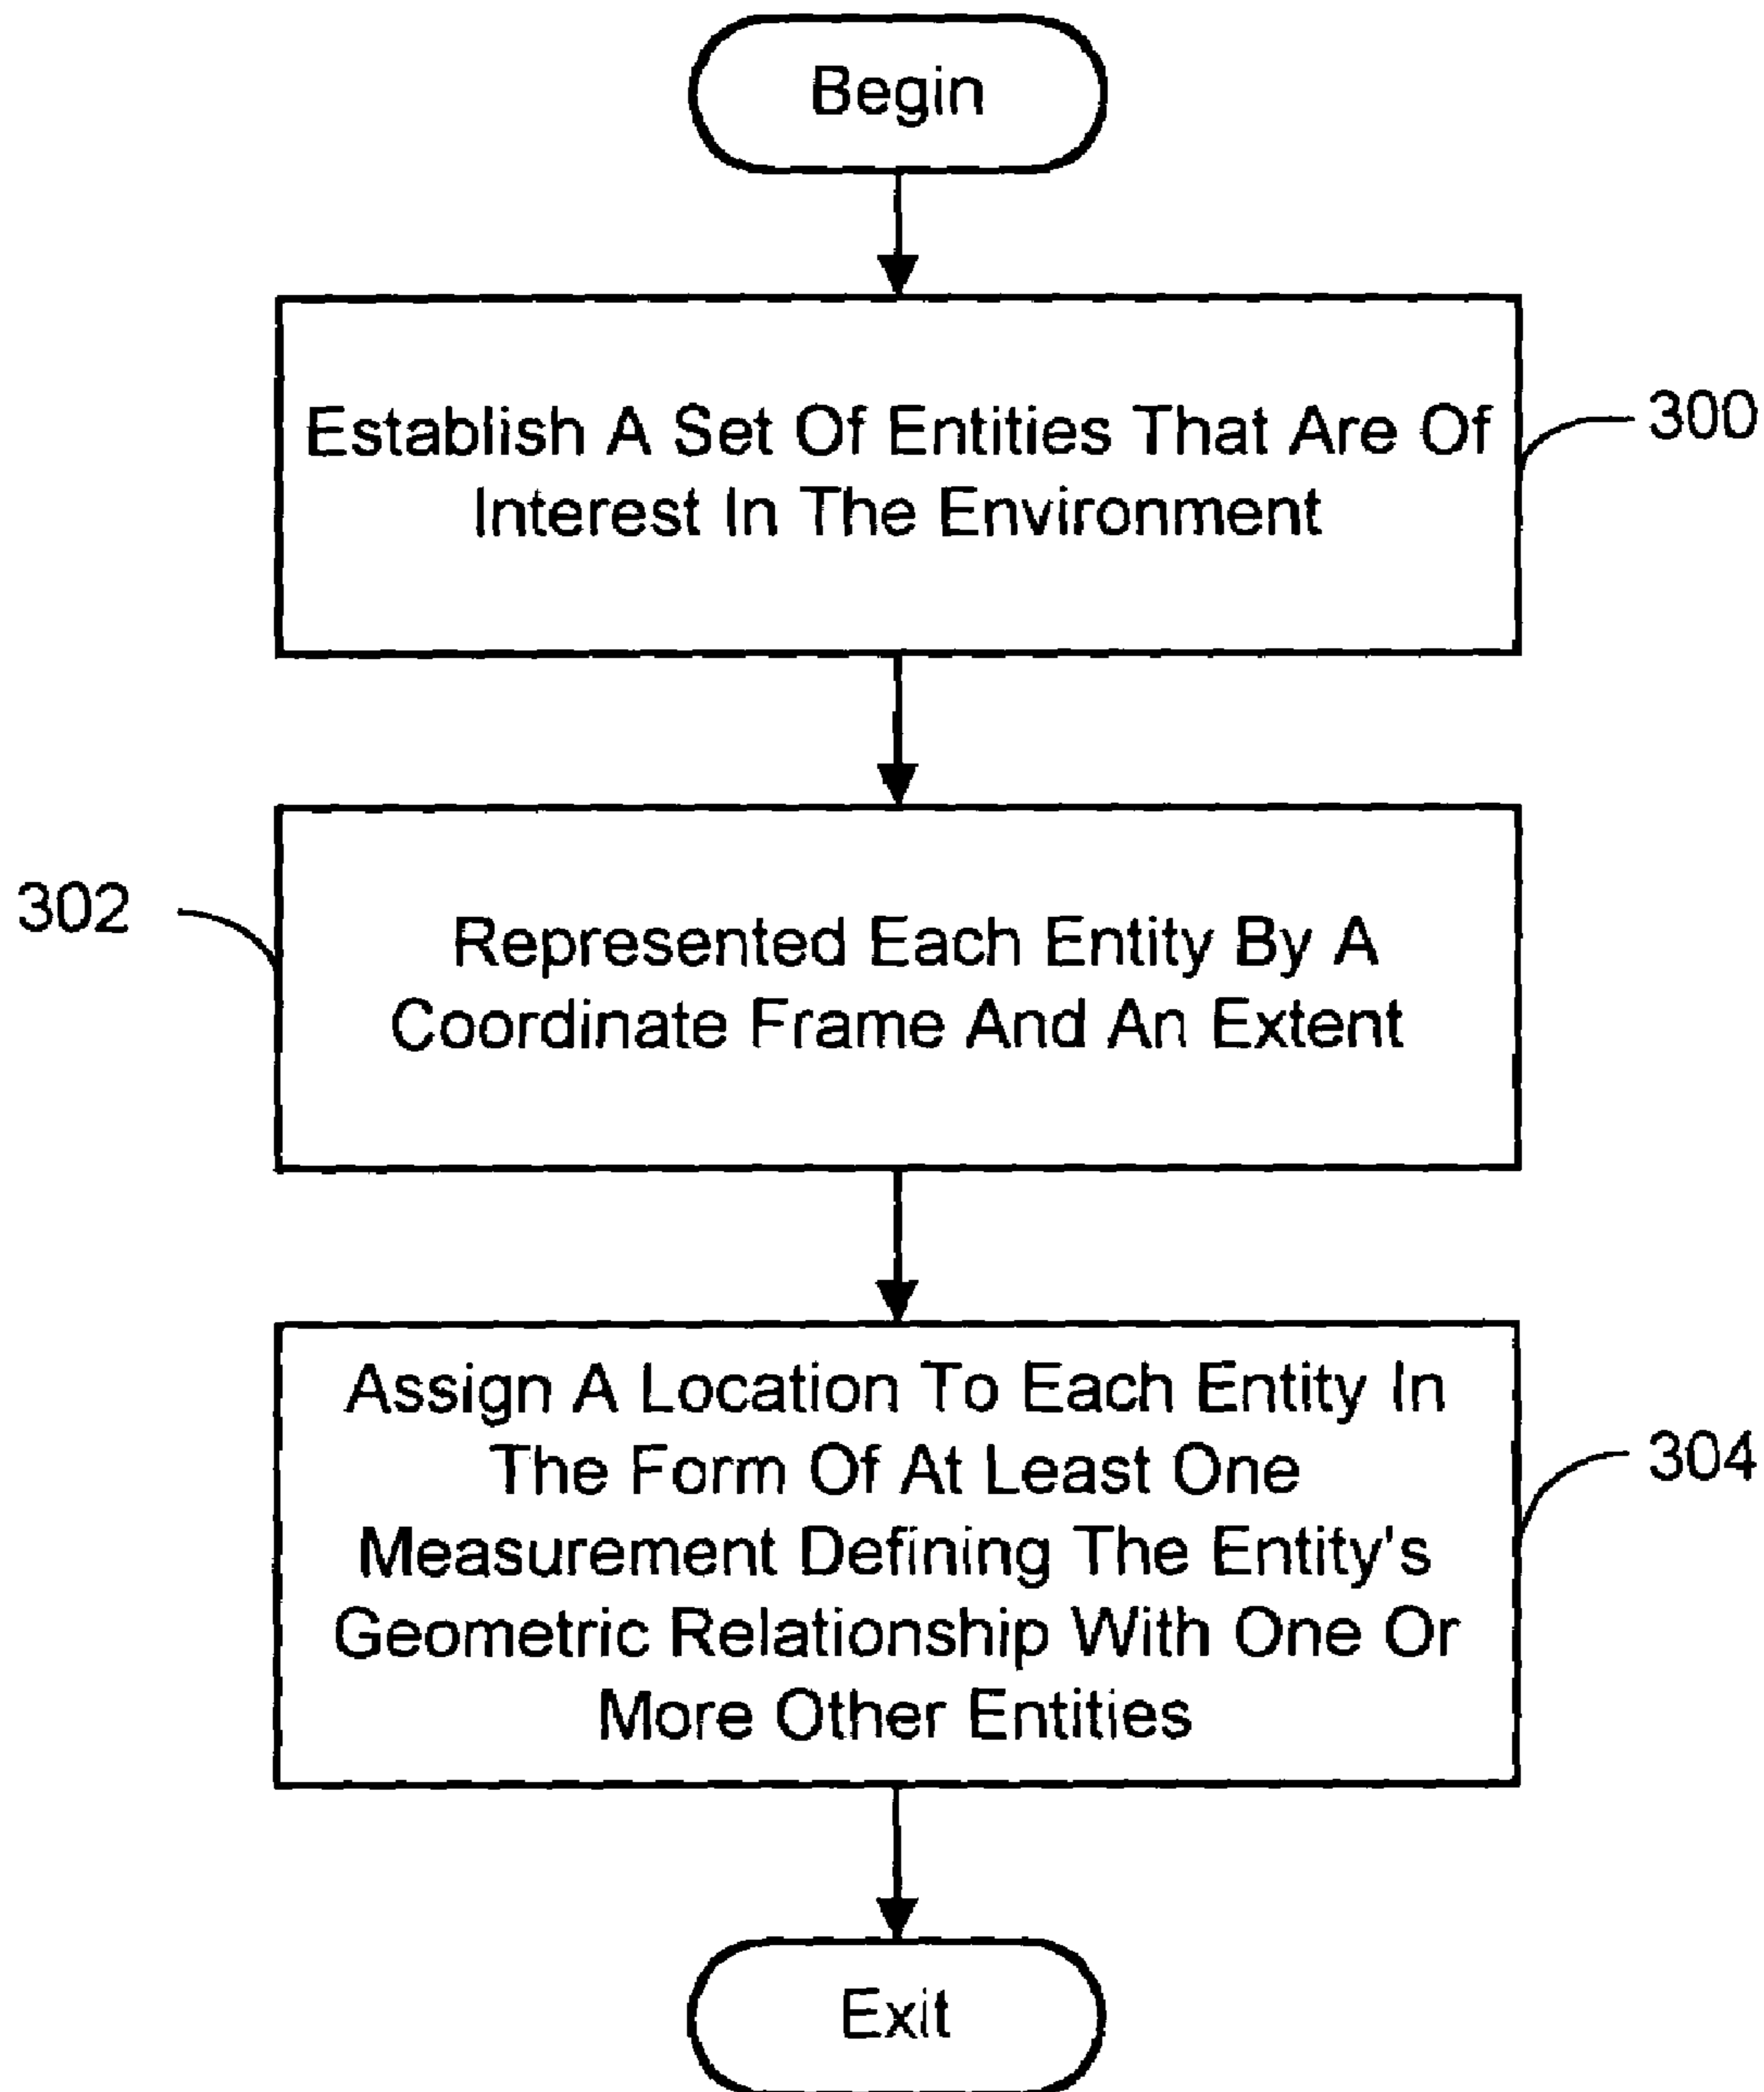 Begin
Establish A Set Of Entities That Are Of
Interest In The Environment
300
302
Represented Each Entity By A
Coordinate Frame And An Extent
Assign A Location To Each Entity In
The Form Of At Least One
Measurement Defining The Entity's
Geometric Relationship With One Or
More Other Entities
304
Exit